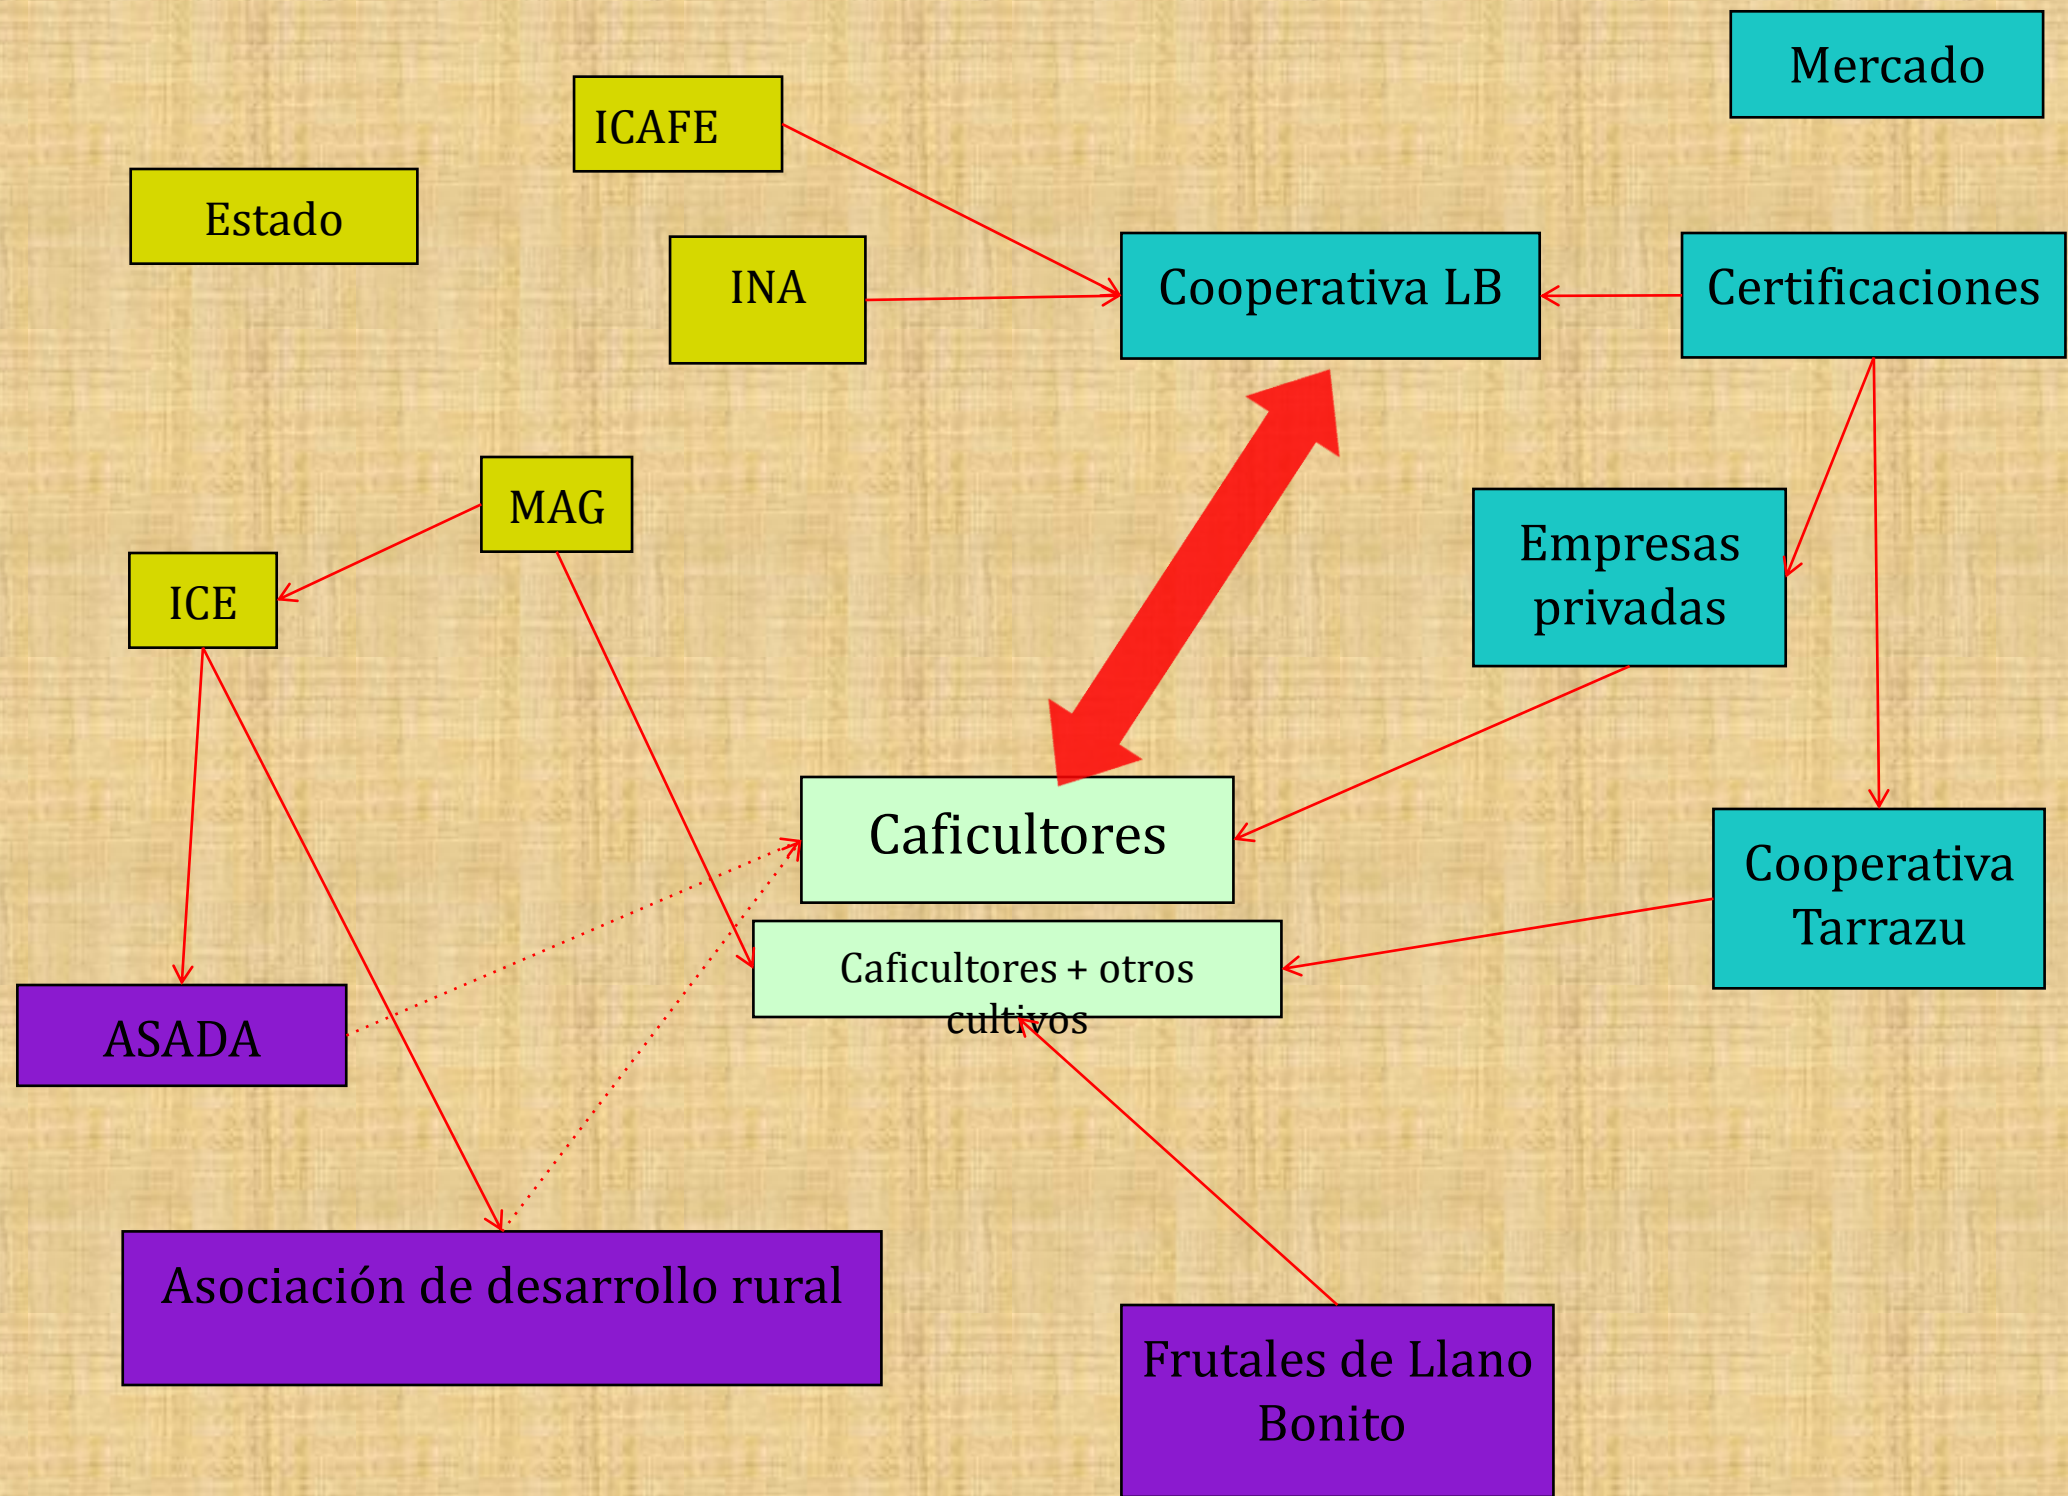 Mercado
ICAFE
Estado
INA
Cooperativa LB
Certificaciones
MAG
Empresas
privadas
ICE
Caficultores
Cooperativa
Tarrazu
Caficultores + otros
cultivos
ASADA
Asociación de desarrollo rural
Frutales de Llano
Bonito